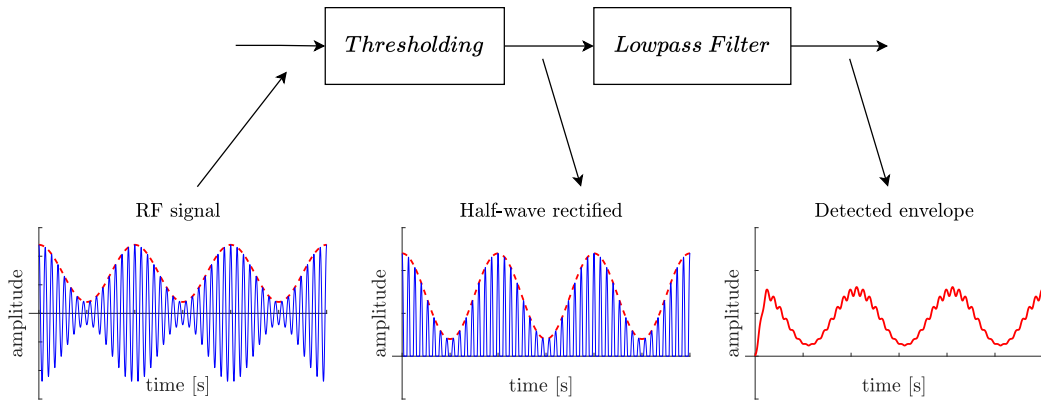 Thresholding
Lowpass Filter
RF signal
Half-wave rectified
Detected envelope
amplitude
time [s]
amplitude
time [s]
amplitude
time [s]